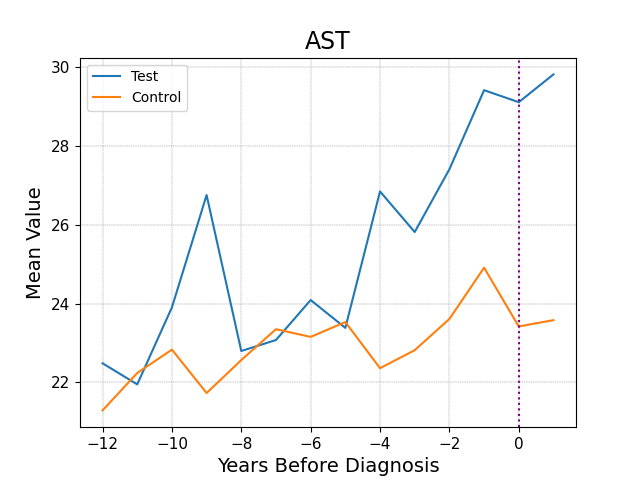 AST
Test
Control
30
28
26
24
22
Mean Value
−12
−10
−8
−6
−4
−2
0
Years Before Diagnosis